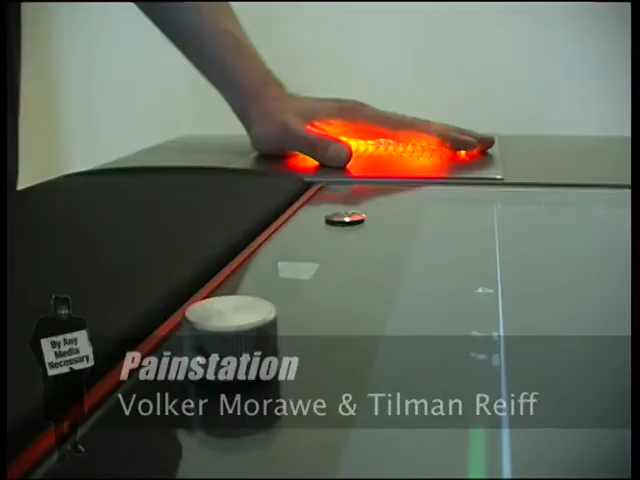 By Any
Media
Necessary
Painstation
Volker Morawe & Tilman Reiff